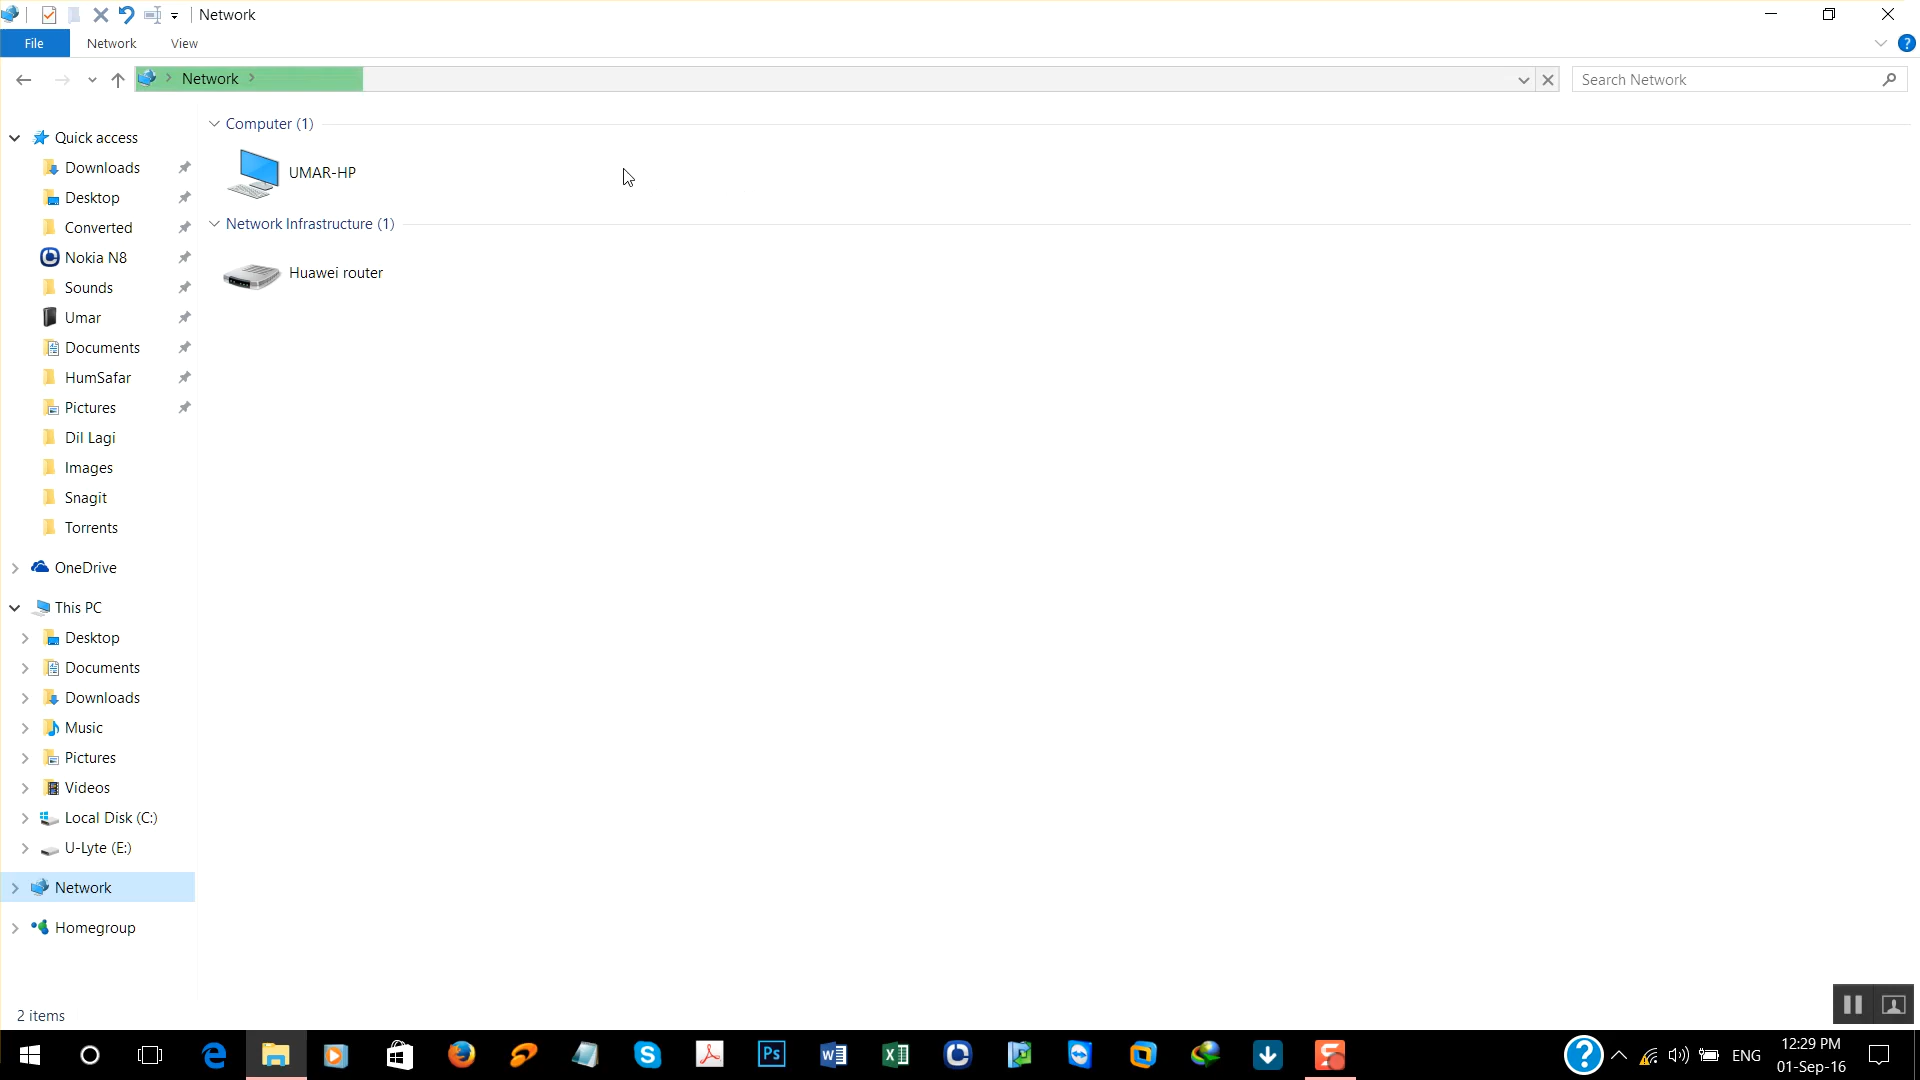 Network
File
Network
View
?
Network
Search Network
Quick access
Downloads
Desktop
Converted
Nokia N8
Sounds
Umar
Documents
HumSafar
Pictures
Dil Lagi
Images
Snagit
Torrents
OneDrive
This PC
Desktop
Documents
Downloads
Music
Pictures
Videos
Local Disk (C:)
U-Lyte (E:)
Network
Homegroup
Computer (1)
UMAR-HP
Network Infrastructure (1)
Huawei router
2 items
Ps
?
ENG
12:29 PM
01-Sep-16